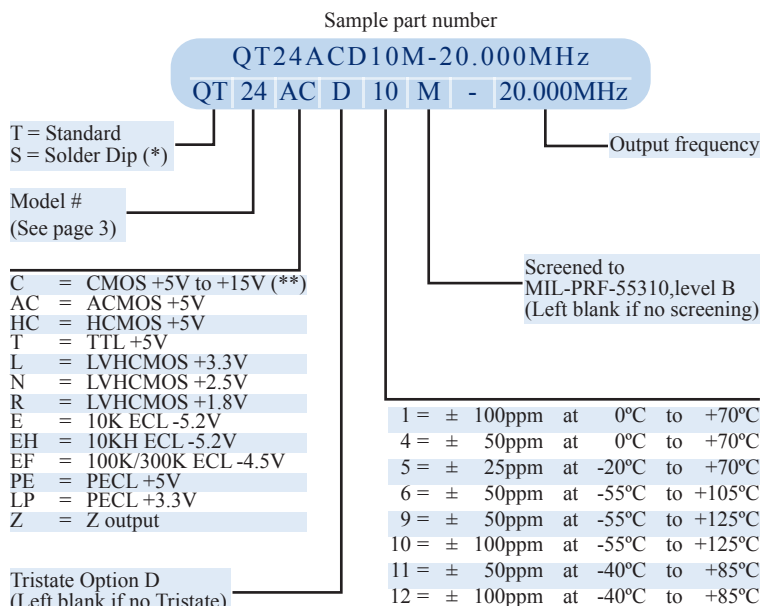 Sample part number
QT24ACD10M-20.000MHz
QT 24 AC D 10 M - 20.000MHz
T = Standard
S = Solder Dip (*)
Output frequency
Model #
(See page 3)
Screened to
MIL-PRF-55310,level B
(Left blank if no screening)
C = CMOS +5V to +15V (**)
AC = ACMOS +5V
HC = HCMOS +5V
T = TTL +5V
L = LVHCMOS +3.3V
N = LVHCMOS +2.5V
R = LVHCMOS +1.8V
E = 10K ECL -5.2V
EH = 10KH ECL -5.2V
EF = 100K/300K ECL -4.5V
PE = PECL +5V
LP = PECL +3.3V
Z = Z output
1 = ± 100ppm at 0ºC to +70ºC
4 = ± 50ppm at 0ºC to +70ºC
5 = ± 25ppm at -20ºC to +70ºC
6 = ± 50ppm at -55ºC to +105ºC
9 = ± 50ppm at -55ºC to +125ºC
10 = ± 100ppm at -55ºC to +125ºC
11 = ± 50ppm at -40ºC to +85ºC
12 = ± 100ppm at -40ºC to +85ºC
Tristate Option D
(Left blank if no Tristate)